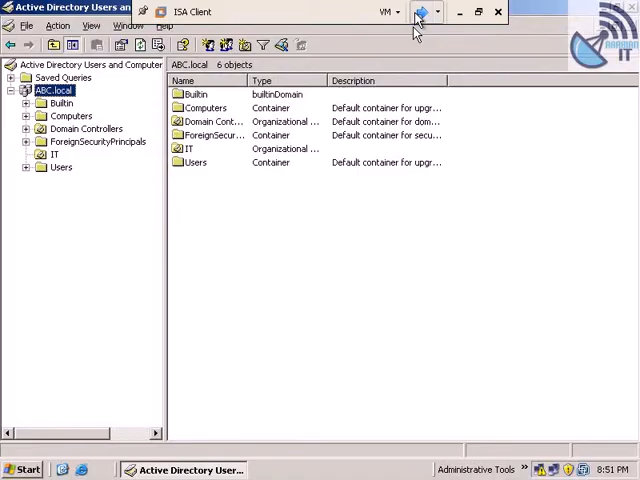 Active Directory Users an
ISA Client
VM
File Action View Window Help
Active Directory Users and Computer
Saved Queries
ABC.local
Builtin
Computers
Domain Controllers
ForeignSecurityPrincipals
IT
Users
ABC.local 6 objects
Name Type Description
Builtin builtinDomain
Computers Container Default container for upgr...
Domain Cont... Organizational ... Default container for dom...
ForeignSecur... Container Default container for secu...
IT Organizational ...
Users Container Default container for upgr...
IT
Start
Active Directory User...
Administrative Tools »
8:51 PM